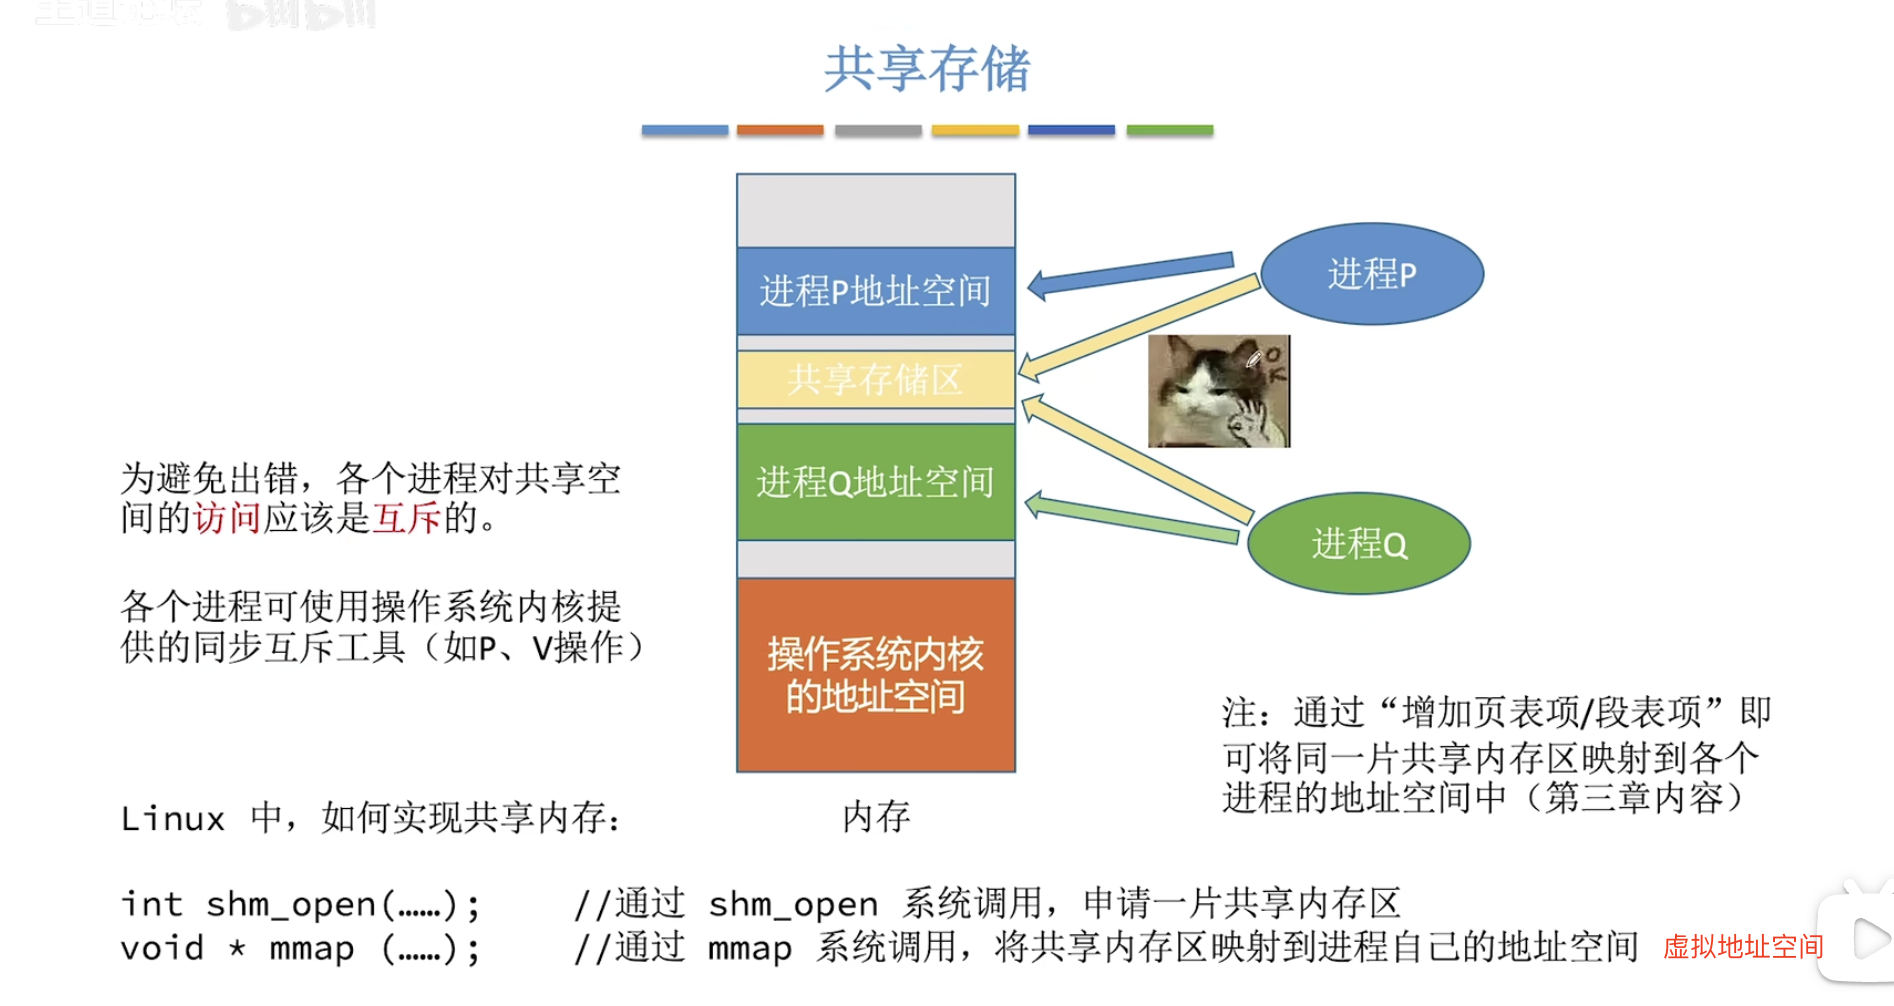 共享存储
进程P地址空间
进程P
共享存储区
OK
进程Q地址空间
进程Q
为避免出错，各个进程对共享空
间的访问应该是互斥的。
各个进程可使用操作系统内核提
供的同步互斥工具（如P、V操作）
操作系统内核
的地址空间
注：通过“增加页表项/段表项”即
可将同一片共享内存区映射到各个
进程的地址空间中（第三章内容）
内存
Linux 中，如何实现共享内存：
int shm_open(……); //通过 shm_open 系统调用，申请一片共享内存区
void * mmap (……); //通过 mmap 系统调用，将共享内存区映射到进程自己的地址空间 虚拟地址空间